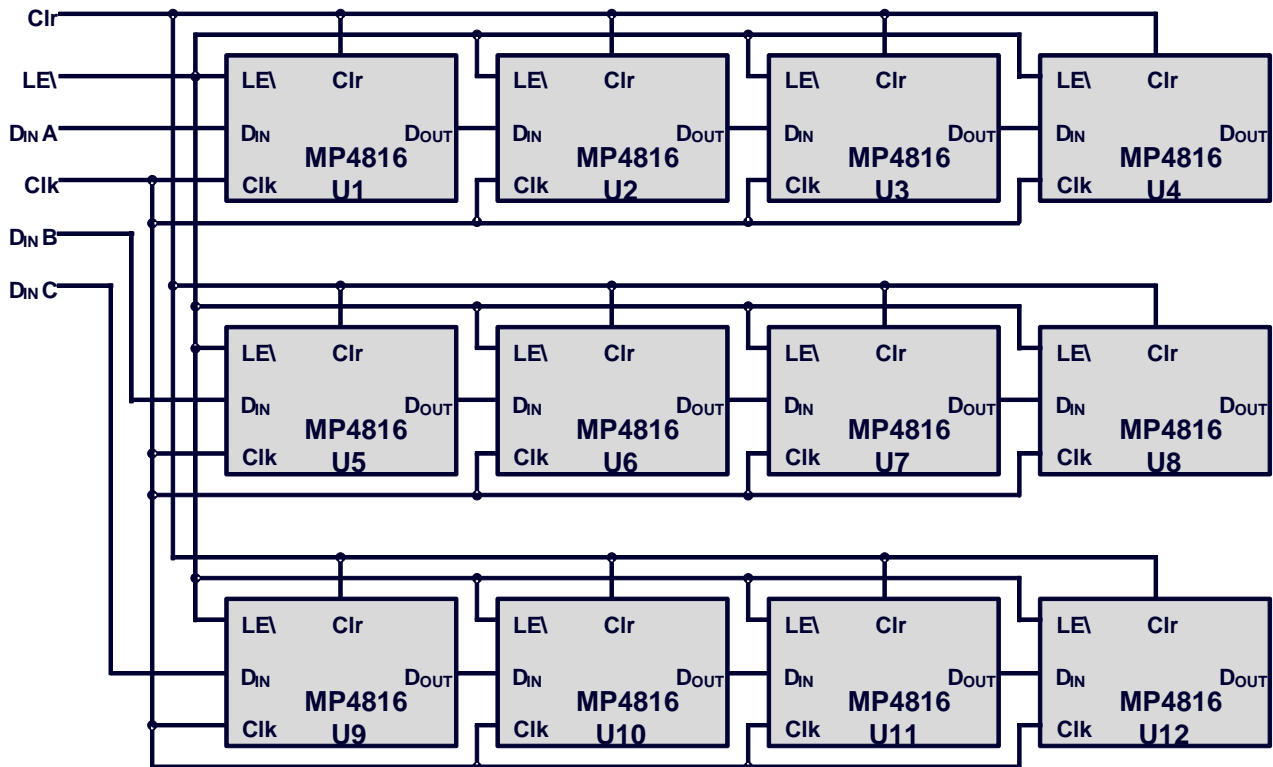 Clr
LE\
DIN A
Clk
DIN B
DIN C
LE\ Clr
DIN DOUT
MP4816
Clk U1
LE\ Clr
DIN DOUT
MP4816
Clk U2
LE\ Clr
DIN DOUT
MP4816
Clk U3
LE\ Clr
DIN
MP4816
Clk U4
LE\ Clr
DIN DOUT
MP4816
Clk U5
LE\ Clr
DIN DOUT
MP4816
Clk U6
LE\ Clr
DIN DOUT
MP4816
Clk U7
LE\ Clr
DIN
MP4816
Clk U8
LE\ Clr
DIN DOUT
MP4816
Clk U9
LE\ Clr
DIN DOUT
MP4816
Clk U10
LE\ Clr
DIN DOUT
MP4816
Clk U11
LE\ Clr
DIN
MP4816
Clk U12